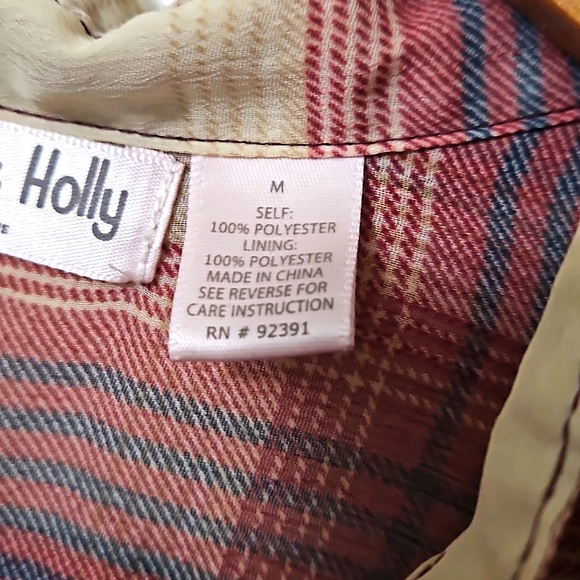 Holly
M
SELF:
100% POLYESTER
LINING:
100% POLYESTER
MADE IN CHINA
SEE REVERSE FOR
CARE INSTRUCTION
RN # 92391